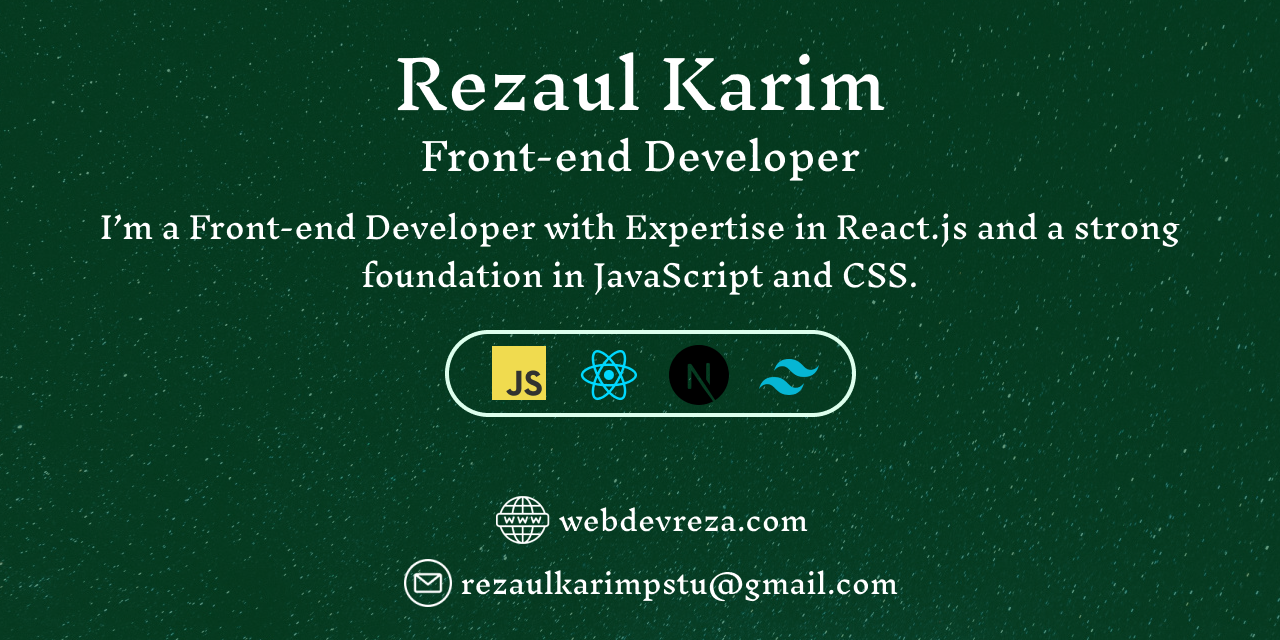 Rezaul Karim
Front-end Developer
I’m a Front-end Developer with Expertise in React.js and a strong
foundation in JavaScript and CSS.
JS N
www webdevreza.com
rezaulkarimpstu@gmail.com